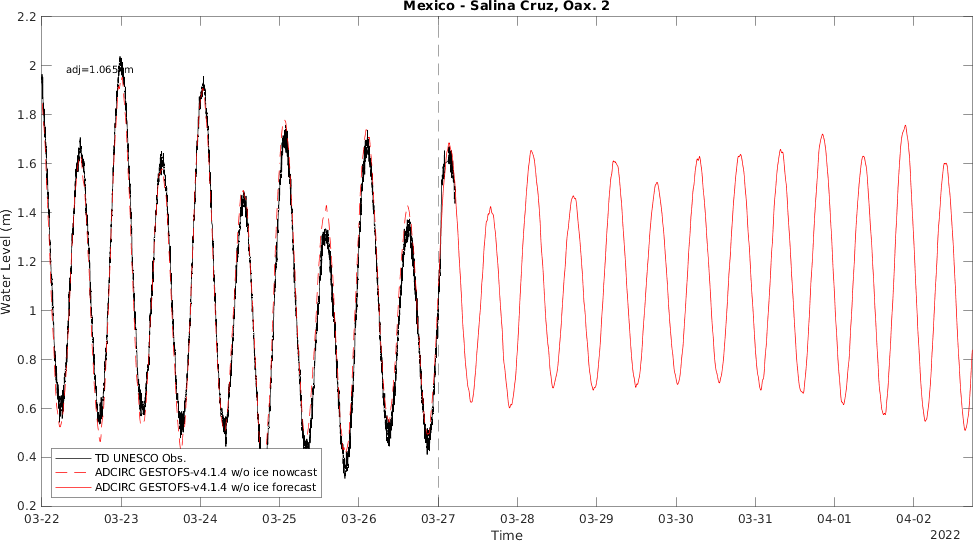 Mexico - Salina Cruz, Oax. 2
2.2
2
1.8
1.6
1.4
1.2
1
0.8
0.6
0.4
0.2
Water Level (m)
adj=1.065 m
TD UNESCO Obs.
ADCIRC GESTOFS-v4.1.4 w/o ice nowcast
ADCIRC GESTOFS-v4.1.4 w/o ice forecast
03-22 03-23 03-24 03-25 03-26 03-27 03-28 03-29 03-30 03-31 04-01 04-02
Time
2022